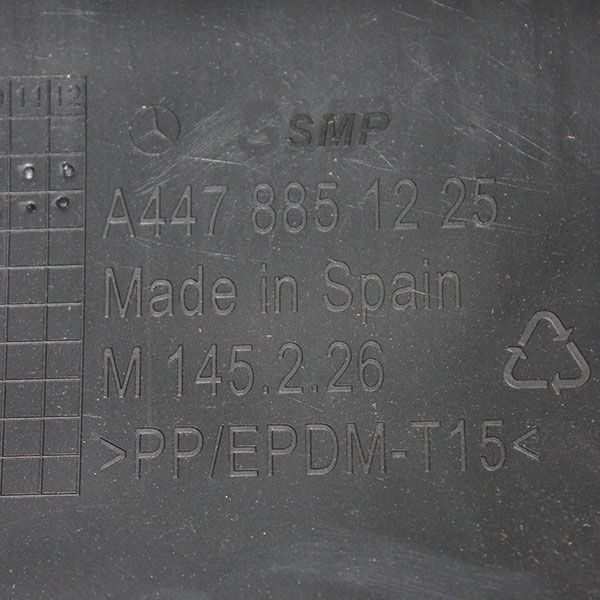 11 12
SMP
A447 885 12 25
Made in Spain
M 145.2.26
>PP/EPDM-T15<